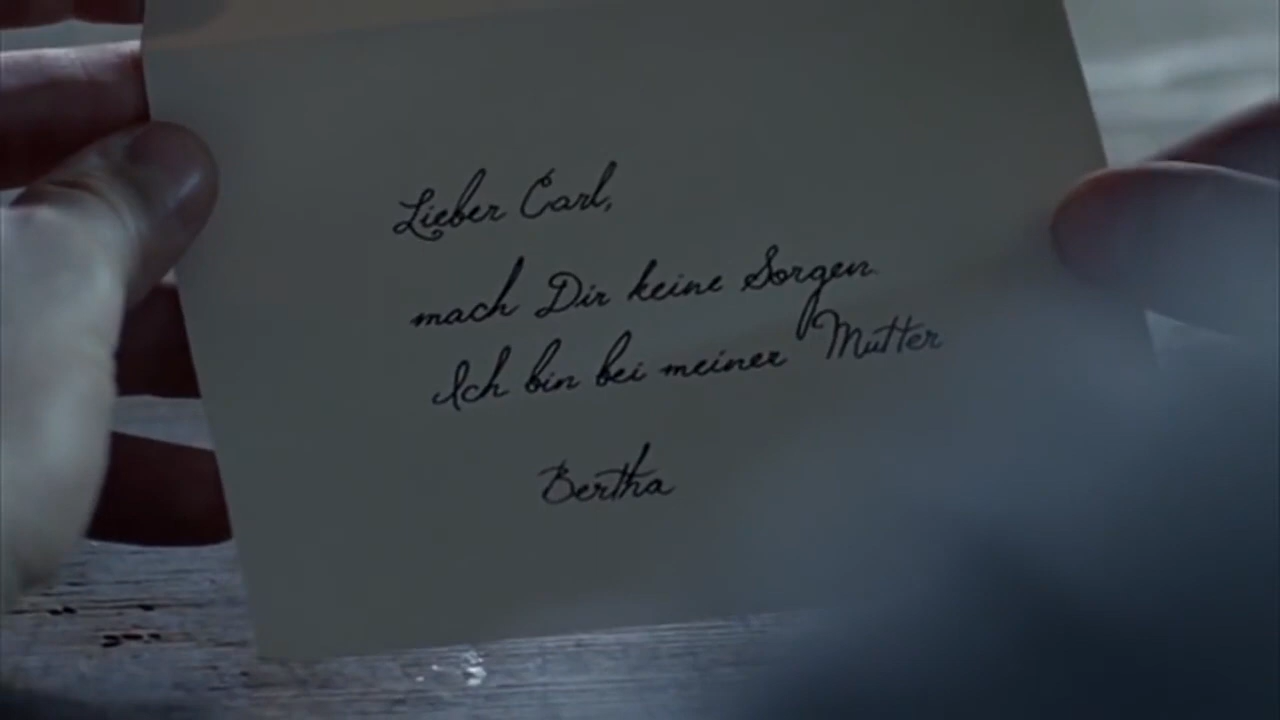 Lieber Carl,
mach Dir keine Sorgen.
Ich bin bei meiner Mutter
Bertha